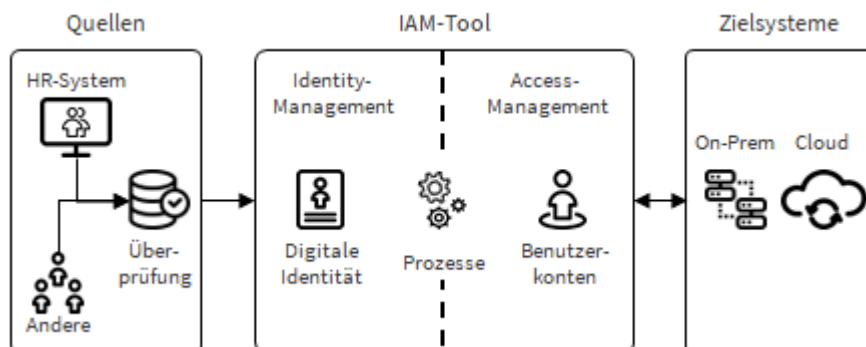 Quellen
IAM-Tool
Zielsysteme
HR-System
Über-
prüfung
Andere
Identity-
Management
Access-
Management
Digitale
Identität
Prozesse
Benutzer-
konten
On-Prem
Cloud